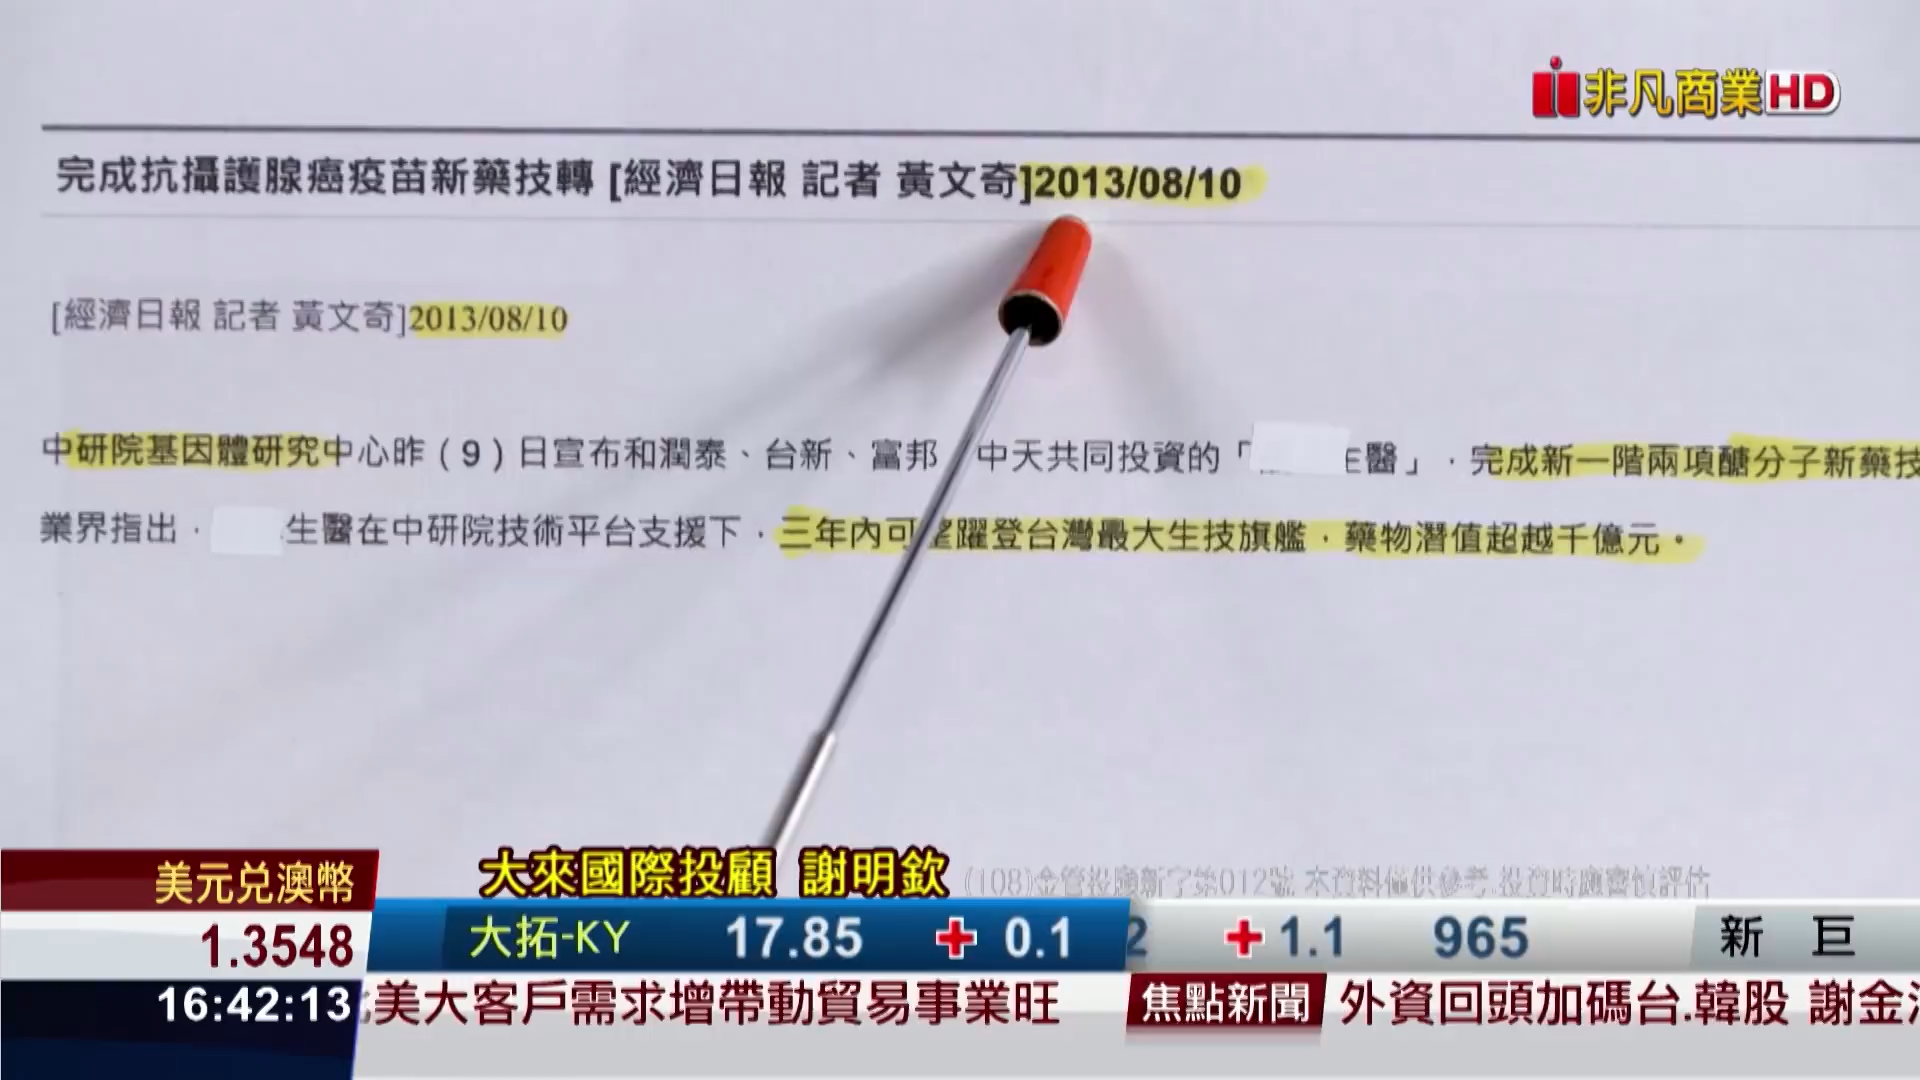 非凡商業HD
完成抗攝護腺癌疫苗新藥技轉 [經濟日報 記者 黃文奇]2013/08/10
[經濟日報 記者 黃文奇]2013/08/10
中研院基因體研究中心昨（9）日宣布和潤泰、台新、富邦 中天共同投資的「 生醫」，完成新一階兩項醣分子新藥技
業界指出， 生醫在中研院技術平台支援下，三年內可 躍登台灣最大生技旗艦，藥物潛值超越千億元。
美元兌澳幣
大來國際投顧 謝明欽
(108)金管投顧新字第012號 本資料僅供參考,投資時應審慎評估
1.3548
大拓-KY 17.85 + 0.1 2 + 1.1 965 新 巨
16:42:13
美大客戶需求增帶動貿易事業旺 焦點新聞 外資回頭加碼台.韓股 謝金